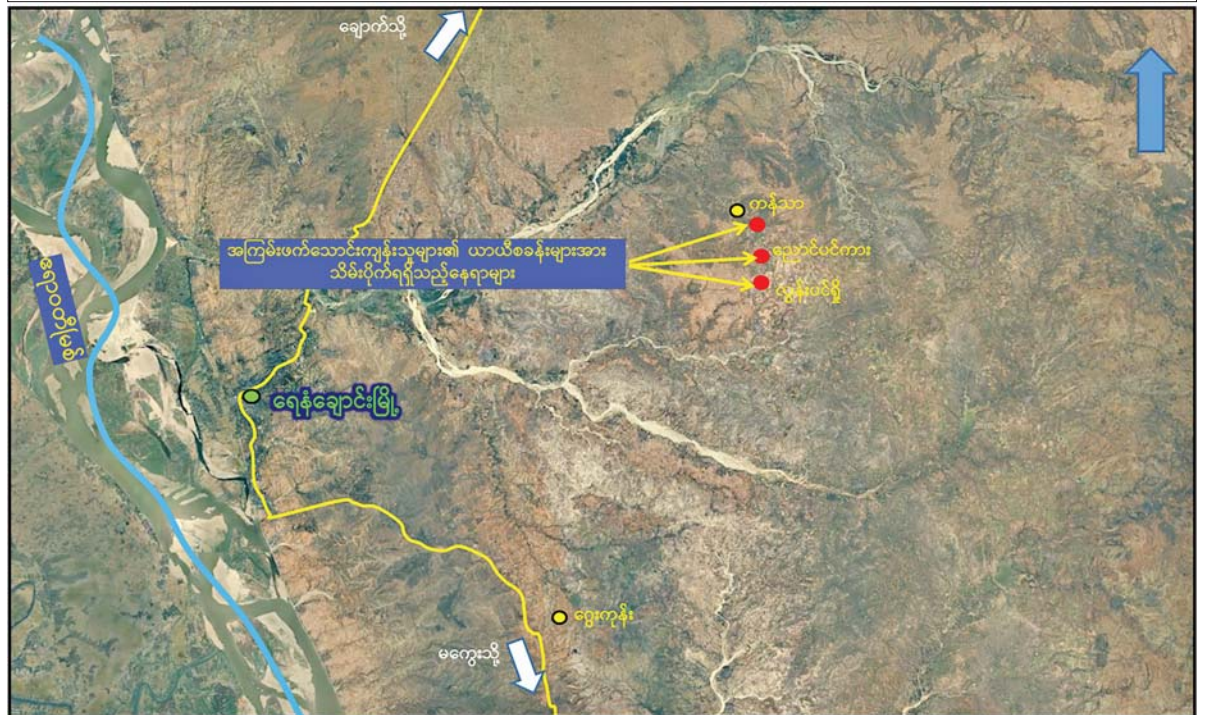 ချောက်သို့
ကန်သာ
အကြမ်းဖက်သောင်းကျန်းသူများ၏ ယာယီစခန်းများအား
သိမ်းပိုက်ရရှိသည့်နေရာများ
ညောင်ပင်ကား
လွန်းပင်ရှို
ဧရာဝတီမြစ်
ရေနံချောင်းမြို့
ဂွေးကုန်း
မကွေးသို့